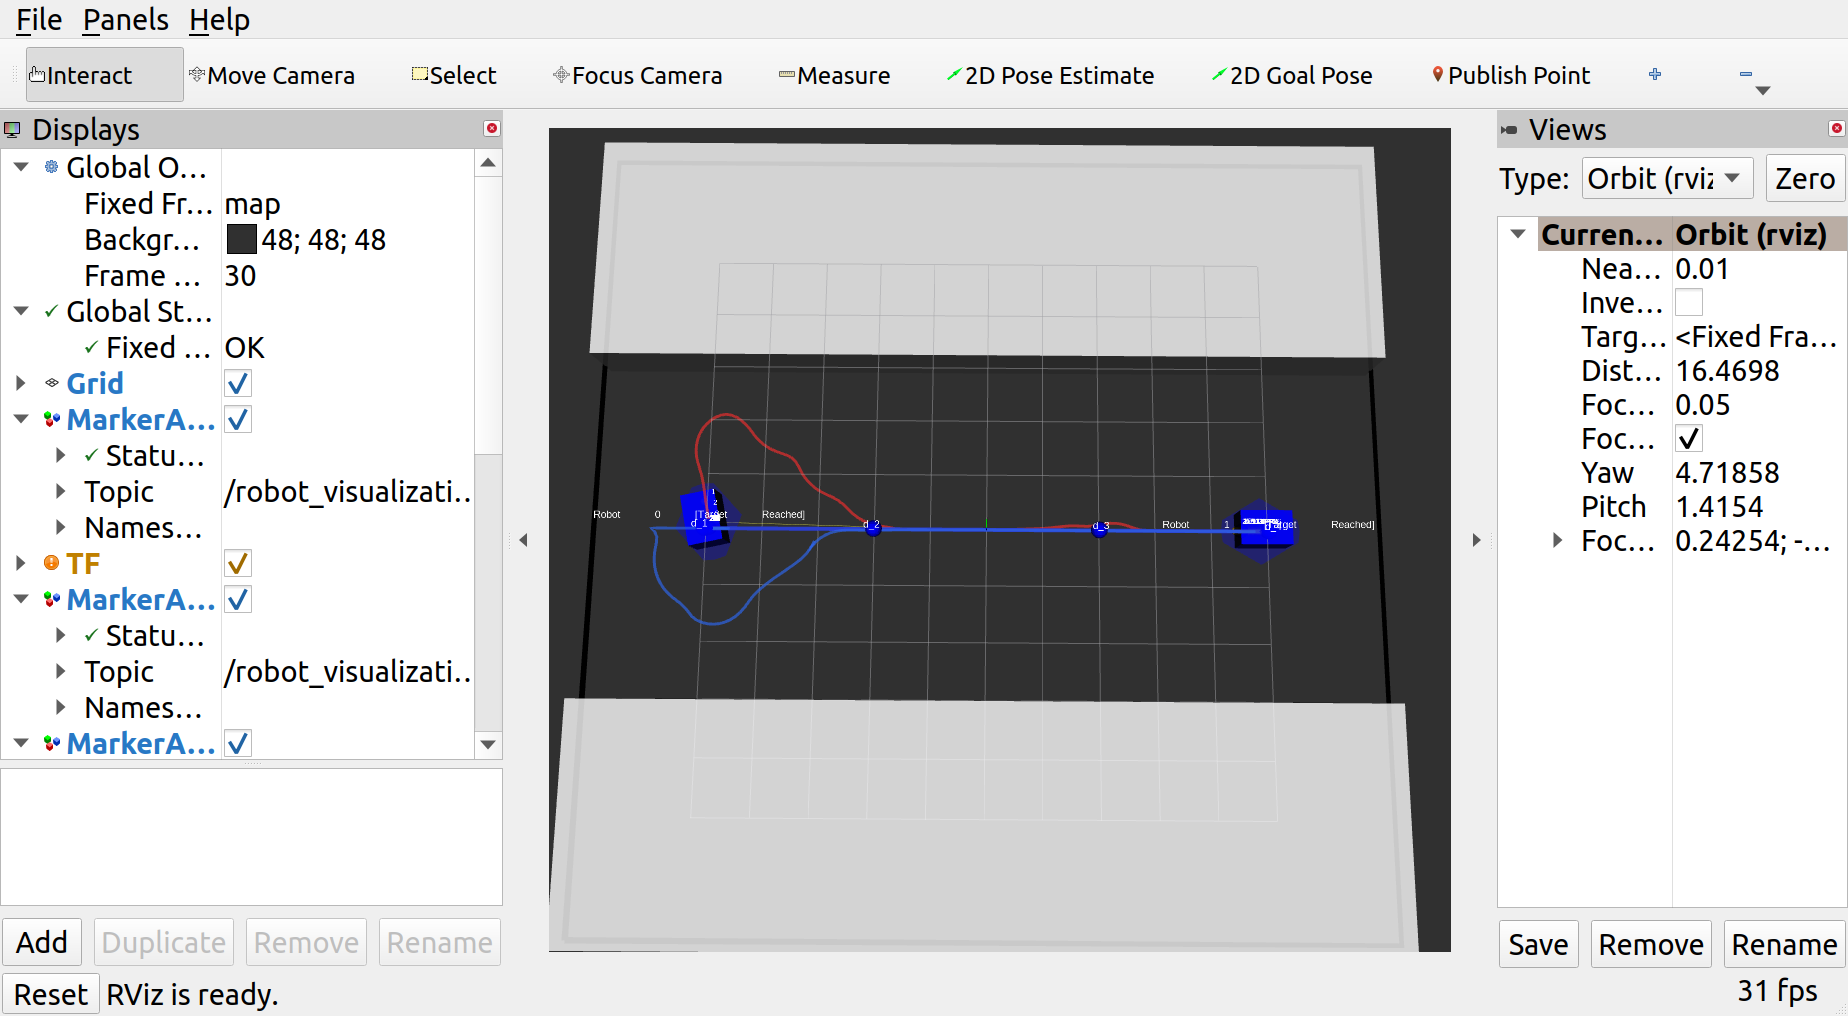 File Panels Help
Interact Move Camera Select Focus Camera Measure 2D Pose Estimate 2D Goal Pose Publish Point
Displays
Global O...
Fixed Fr... map
Backgr... 48; 48; 48
Frame ... 30
Global St...
Fixed ... OK
Grid
MarkerA...
Statu...
Topic /robot_visualizati...
Names...
TF
MarkerA...
Statu...
Topic /robot_visualizati...
Names...
MarkerA...
Add Duplicate Remove Rename
Reset RViz is ready.
Robot 0 [Target Reached]
1
2
d_1
d_2
d_3
Robot 1 Reached]
Views
Type: Orbit (rviz Zero
Curren... Orbit (rviz)
Nea... 0.01
Inve...
Targ... <Fixed Fra...
Dist... 16.4698
Foc... 0.05
Foc...
Yaw 4.71858
Pitch 1.4154
Foc... 0.24254; -...
Save Remove Rename
31 fps